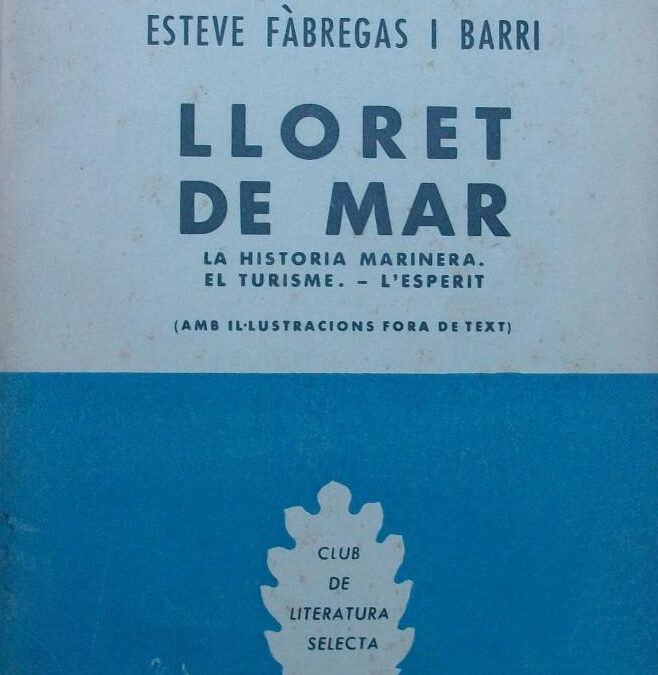 ESTEVE FÀBREGAS I BARRI
LLORET
DE MAR
LA HISTORIA MARINERA.
EL TURISME. – L'ESPERIT
(AMB IL·LUSTRACIONS FORA DE TEXT)
CLUB
DE
LITERATURA
SELECTA